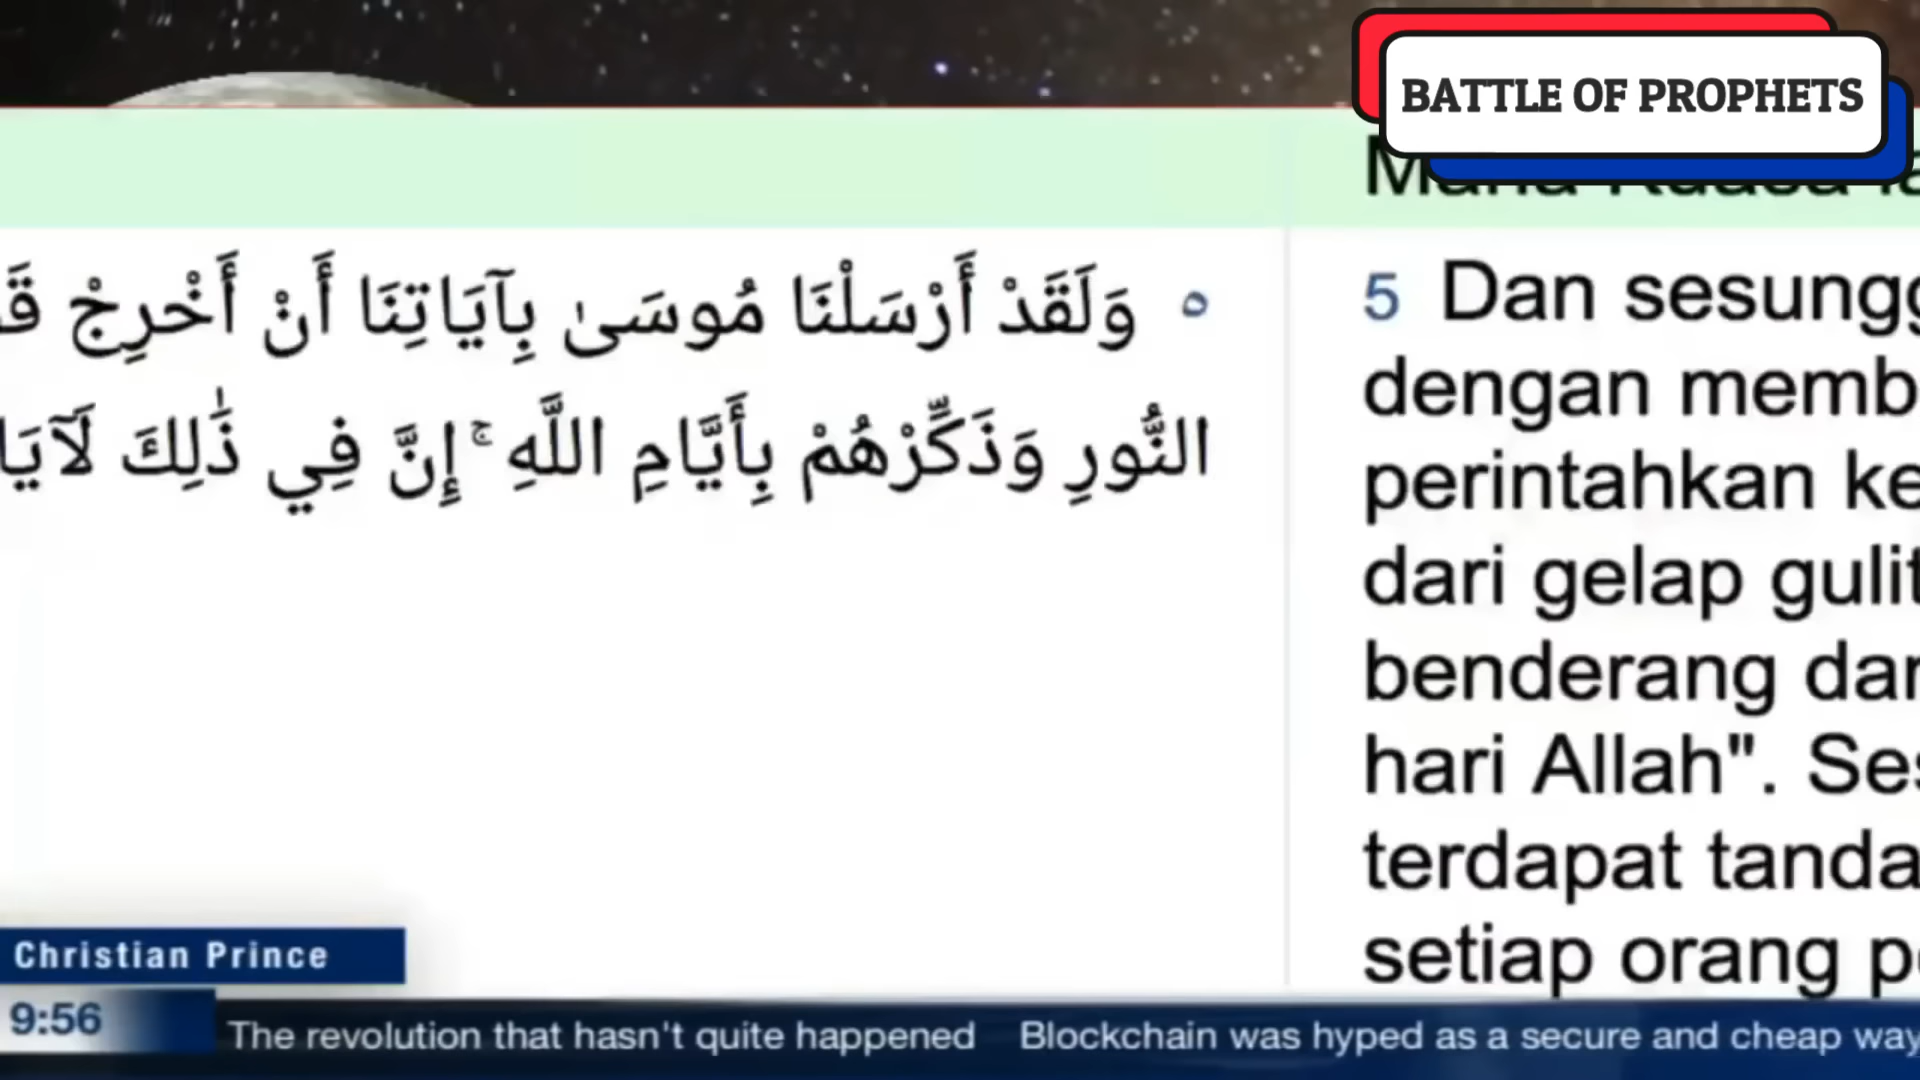 BATTLE OF PROPHETS
٥ وَلَقَدْ أَرْسَلْنَا مُوسَىٰ بِآيَاتِنَا أَنْ أَخْرِجْ
النُّورِ وَذَكِّرْهُمْ بِأَيَّامِ اللَّهِ ۚ إِنَّ فِي ذَٰلِكَ
5 Dan
dengan
perintahkan
dari gelap
benderang
hari Allah".
terdapat
setiap orang
Christian Prince
9:56
The revolution that hasn't quite happened Blockchain was hyped as a secure and cheap way